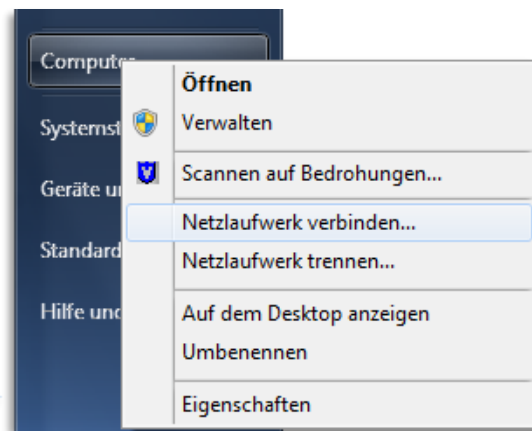 Computer
Öffnen
Verwalten
Systemst
Scannen auf Bedrohungen...
Geräte u
Netzlaufwerk verbinden...
Standard
Netzlaufwerk trennen...
Hilfe und
Auf dem Desktop anzeigen
Umbenennen
Eigenschaften